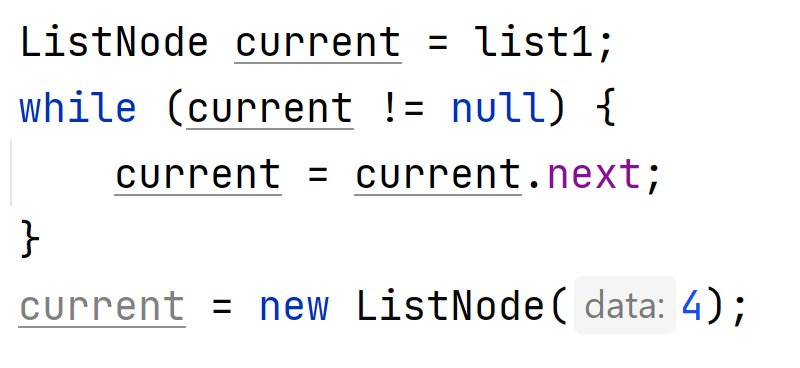 ListNode current = list1;
while (current != null) {
    current = current.next;
}
current = new ListNode( data: 4);